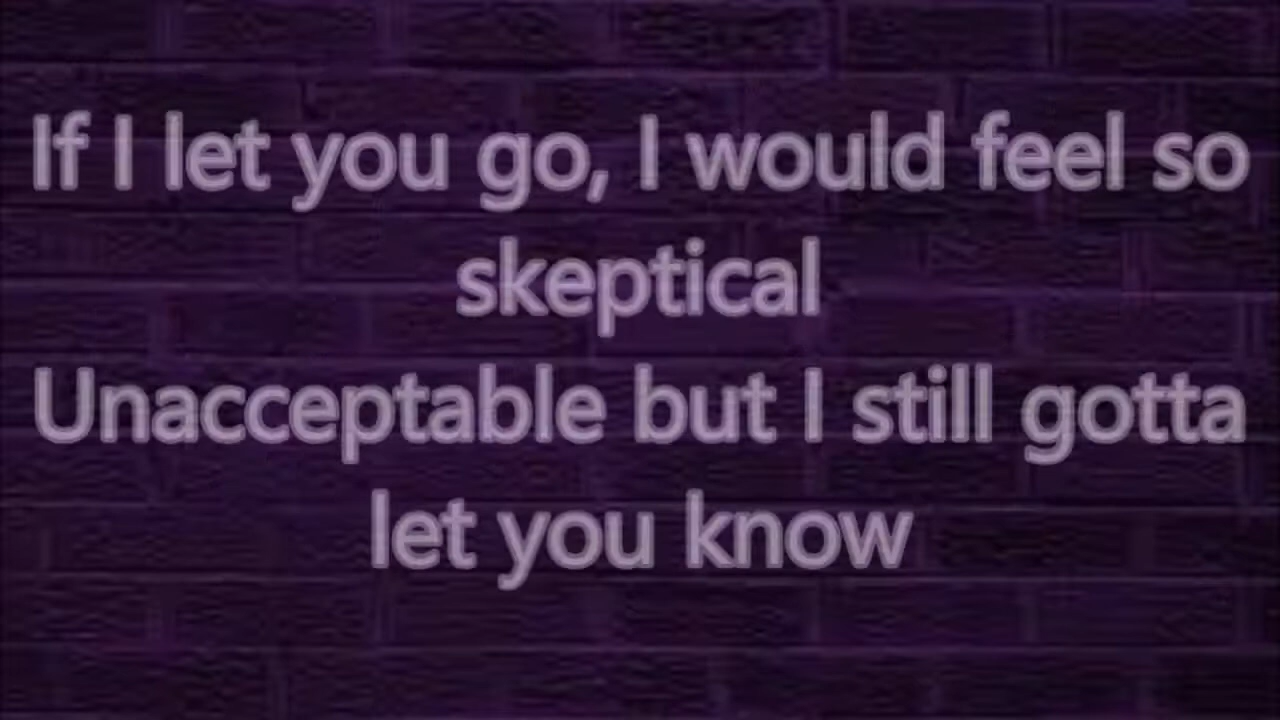 If I let you go, I would feel so
skeptical
Unacceptable but I still gotta
let you know